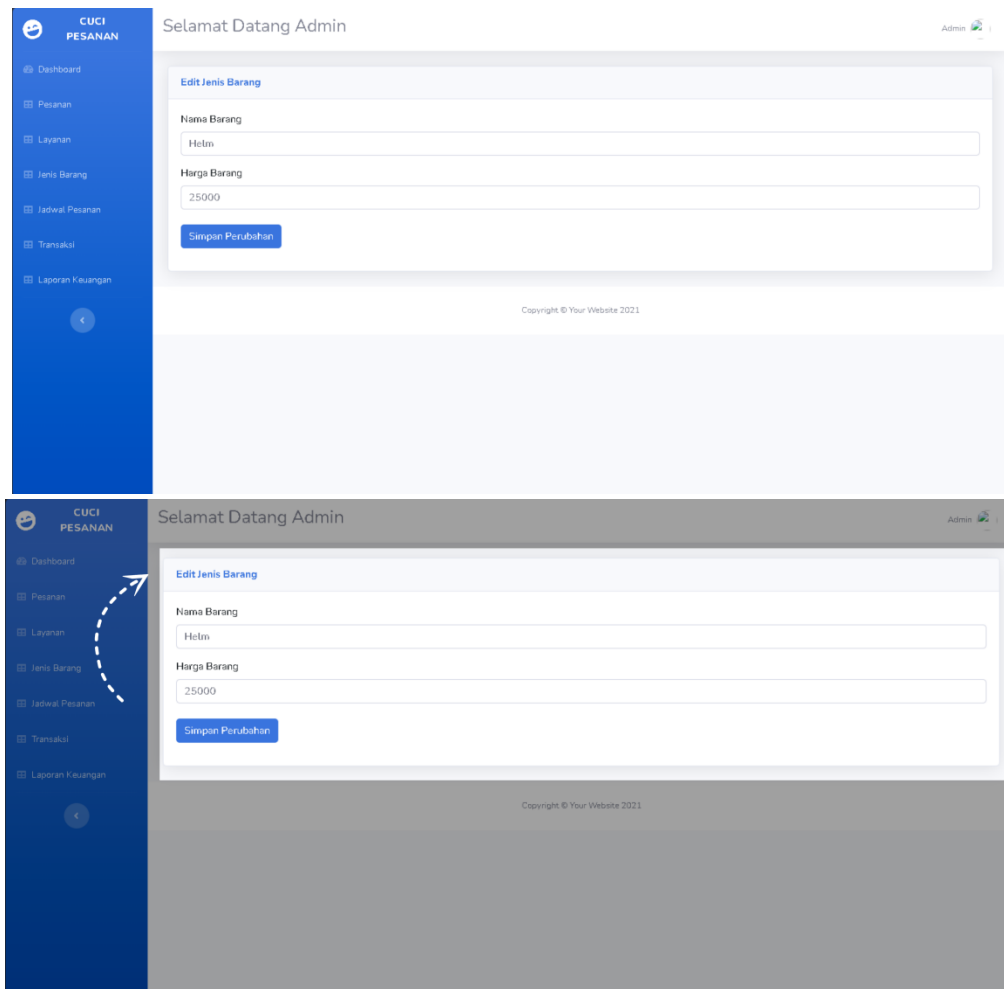 CUCI
PESANAN
Selamat Datang Admin
Admin
Dashboard
Pesanan
Layanan
Jenis Barang
Jadwal Pesanan
Transaksi
Laporan Keuangan
Edit Jenis Barang
Nama Barang
Helm
Harga Barang
25000
Simpan Perubahan
Copyright © Your Website 2021
CUCI
PESANAN
Selamat Datang Admin
Admin
Dashboard
Pesanan
Layanan
Jenis Barang
Jadwal Pesanan
Transaksi
Laporan Keuangan
Edit Jenis Barang
Nama Barang
Helm
Harga Barang
25000
Simpan Perubahan
Copyright © Your Website 2021